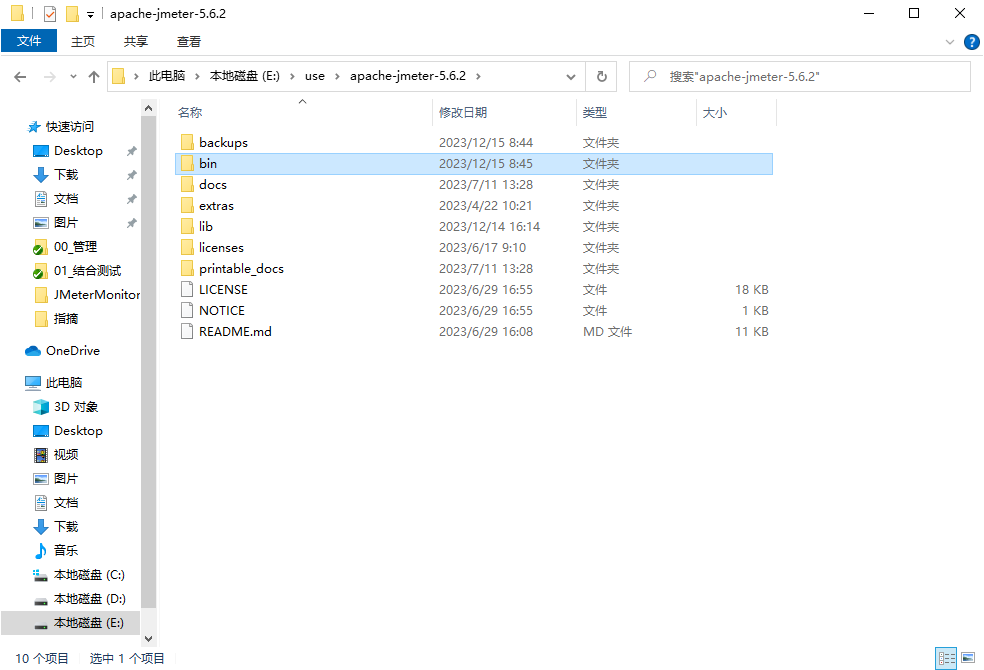 apache-jmeter-5.6.2
文件 主页 共享 查看
此电脑 本地磁盘 (E:) use apache-jmeter-5.6.2 搜索"apache-jmeter-5.6.2"
快速访问
Desktop
下载
文档
图片
00_管理
01_结合测试
JMeterMonitor
指摘
OneDrive
此电脑
3D 对象
Desktop
视频
图片
文档
下载
音乐
本地磁盘 (C:)
本地磁盘 (D:)
本地磁盘 (E:)
名称 修改日期 类型 大小
backups 2023/12/15 8:44 文件夹
bin 2023/12/15 8:45 文件夹
docs 2023/7/11 13:28 文件夹
extras 2023/4/22 10:21 文件夹
lib 2023/12/14 16:14 文件夹
licenses 2023/6/17 9:10 文件夹
printable_docs 2023/7/11 13:28 文件夹
LICENSE 2023/6/29 16:55 文件 18 KB
NOTICE 2023/6/29 16:55 文件 1 KB
README.md 2023/6/29 16:08 MD 文件 11 KB
10 个项目 选中 1 个项目